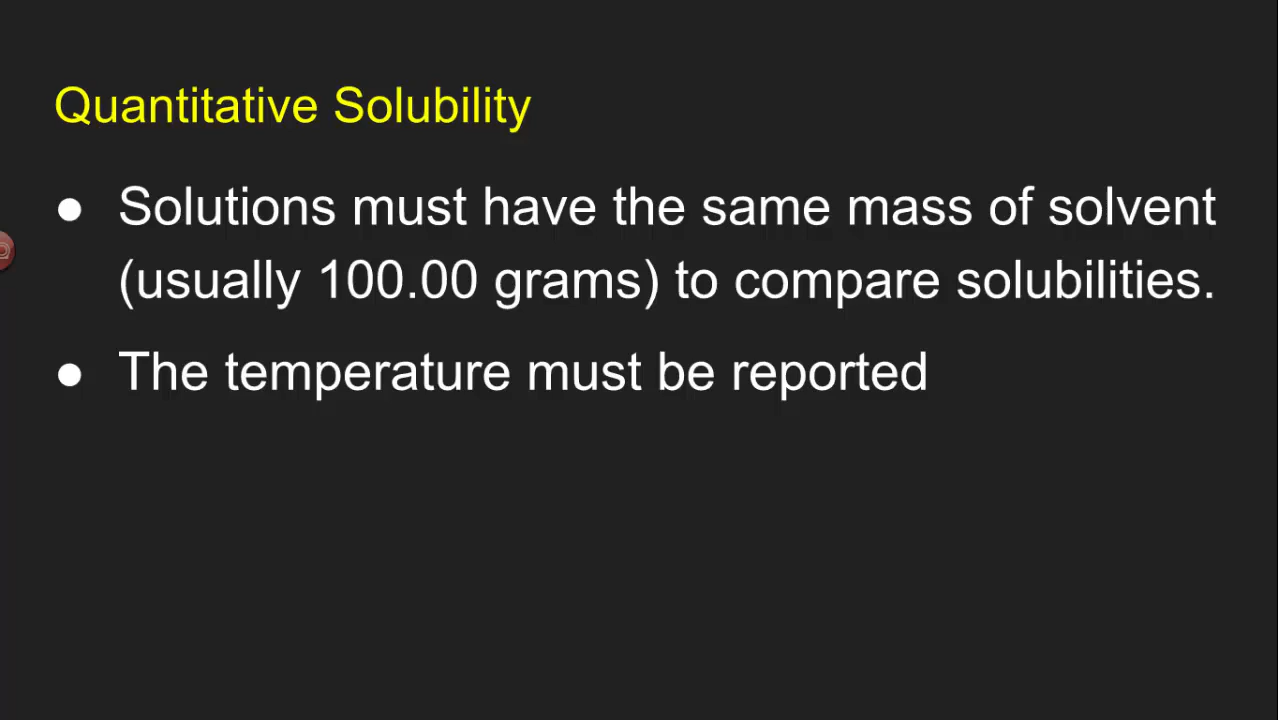 Quantitative Solubility
● Solutions must have the same mass of solvent
(usually 100.00 grams) to compare solubilities.
● The temperature must be reported